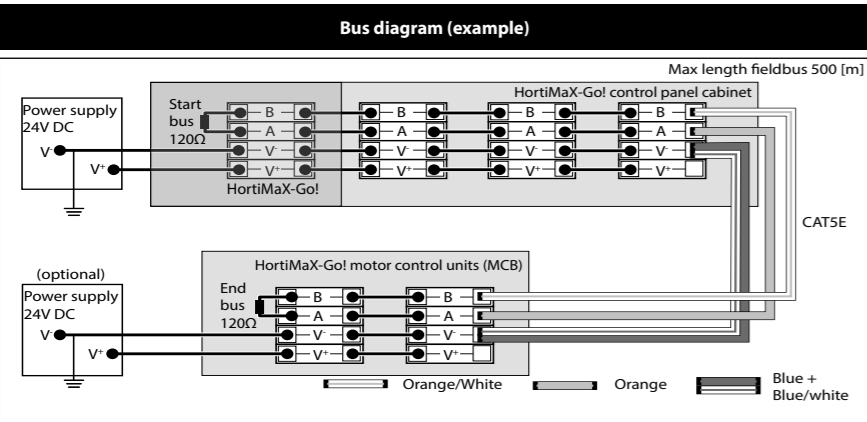 Bus diagram (example)
Max length fieldbus 500 [m]
HortiMaX-Go! control panel cabinet
Power supply
24V DC
V-
V+
Start
bus
120Ω
B B B B
A A A A
V- V- V- V-
V+ V+ V+ V+
HortiMaX-Go!
CAT5E
(optional)
Power supply
24V DC
V-
V+
HortiMaX-Go! motor control units (MCB)
End
bus
120Ω
B B
A A
V- V-
V+ V+
Orange/White
Orange
Blue +
Blue/white